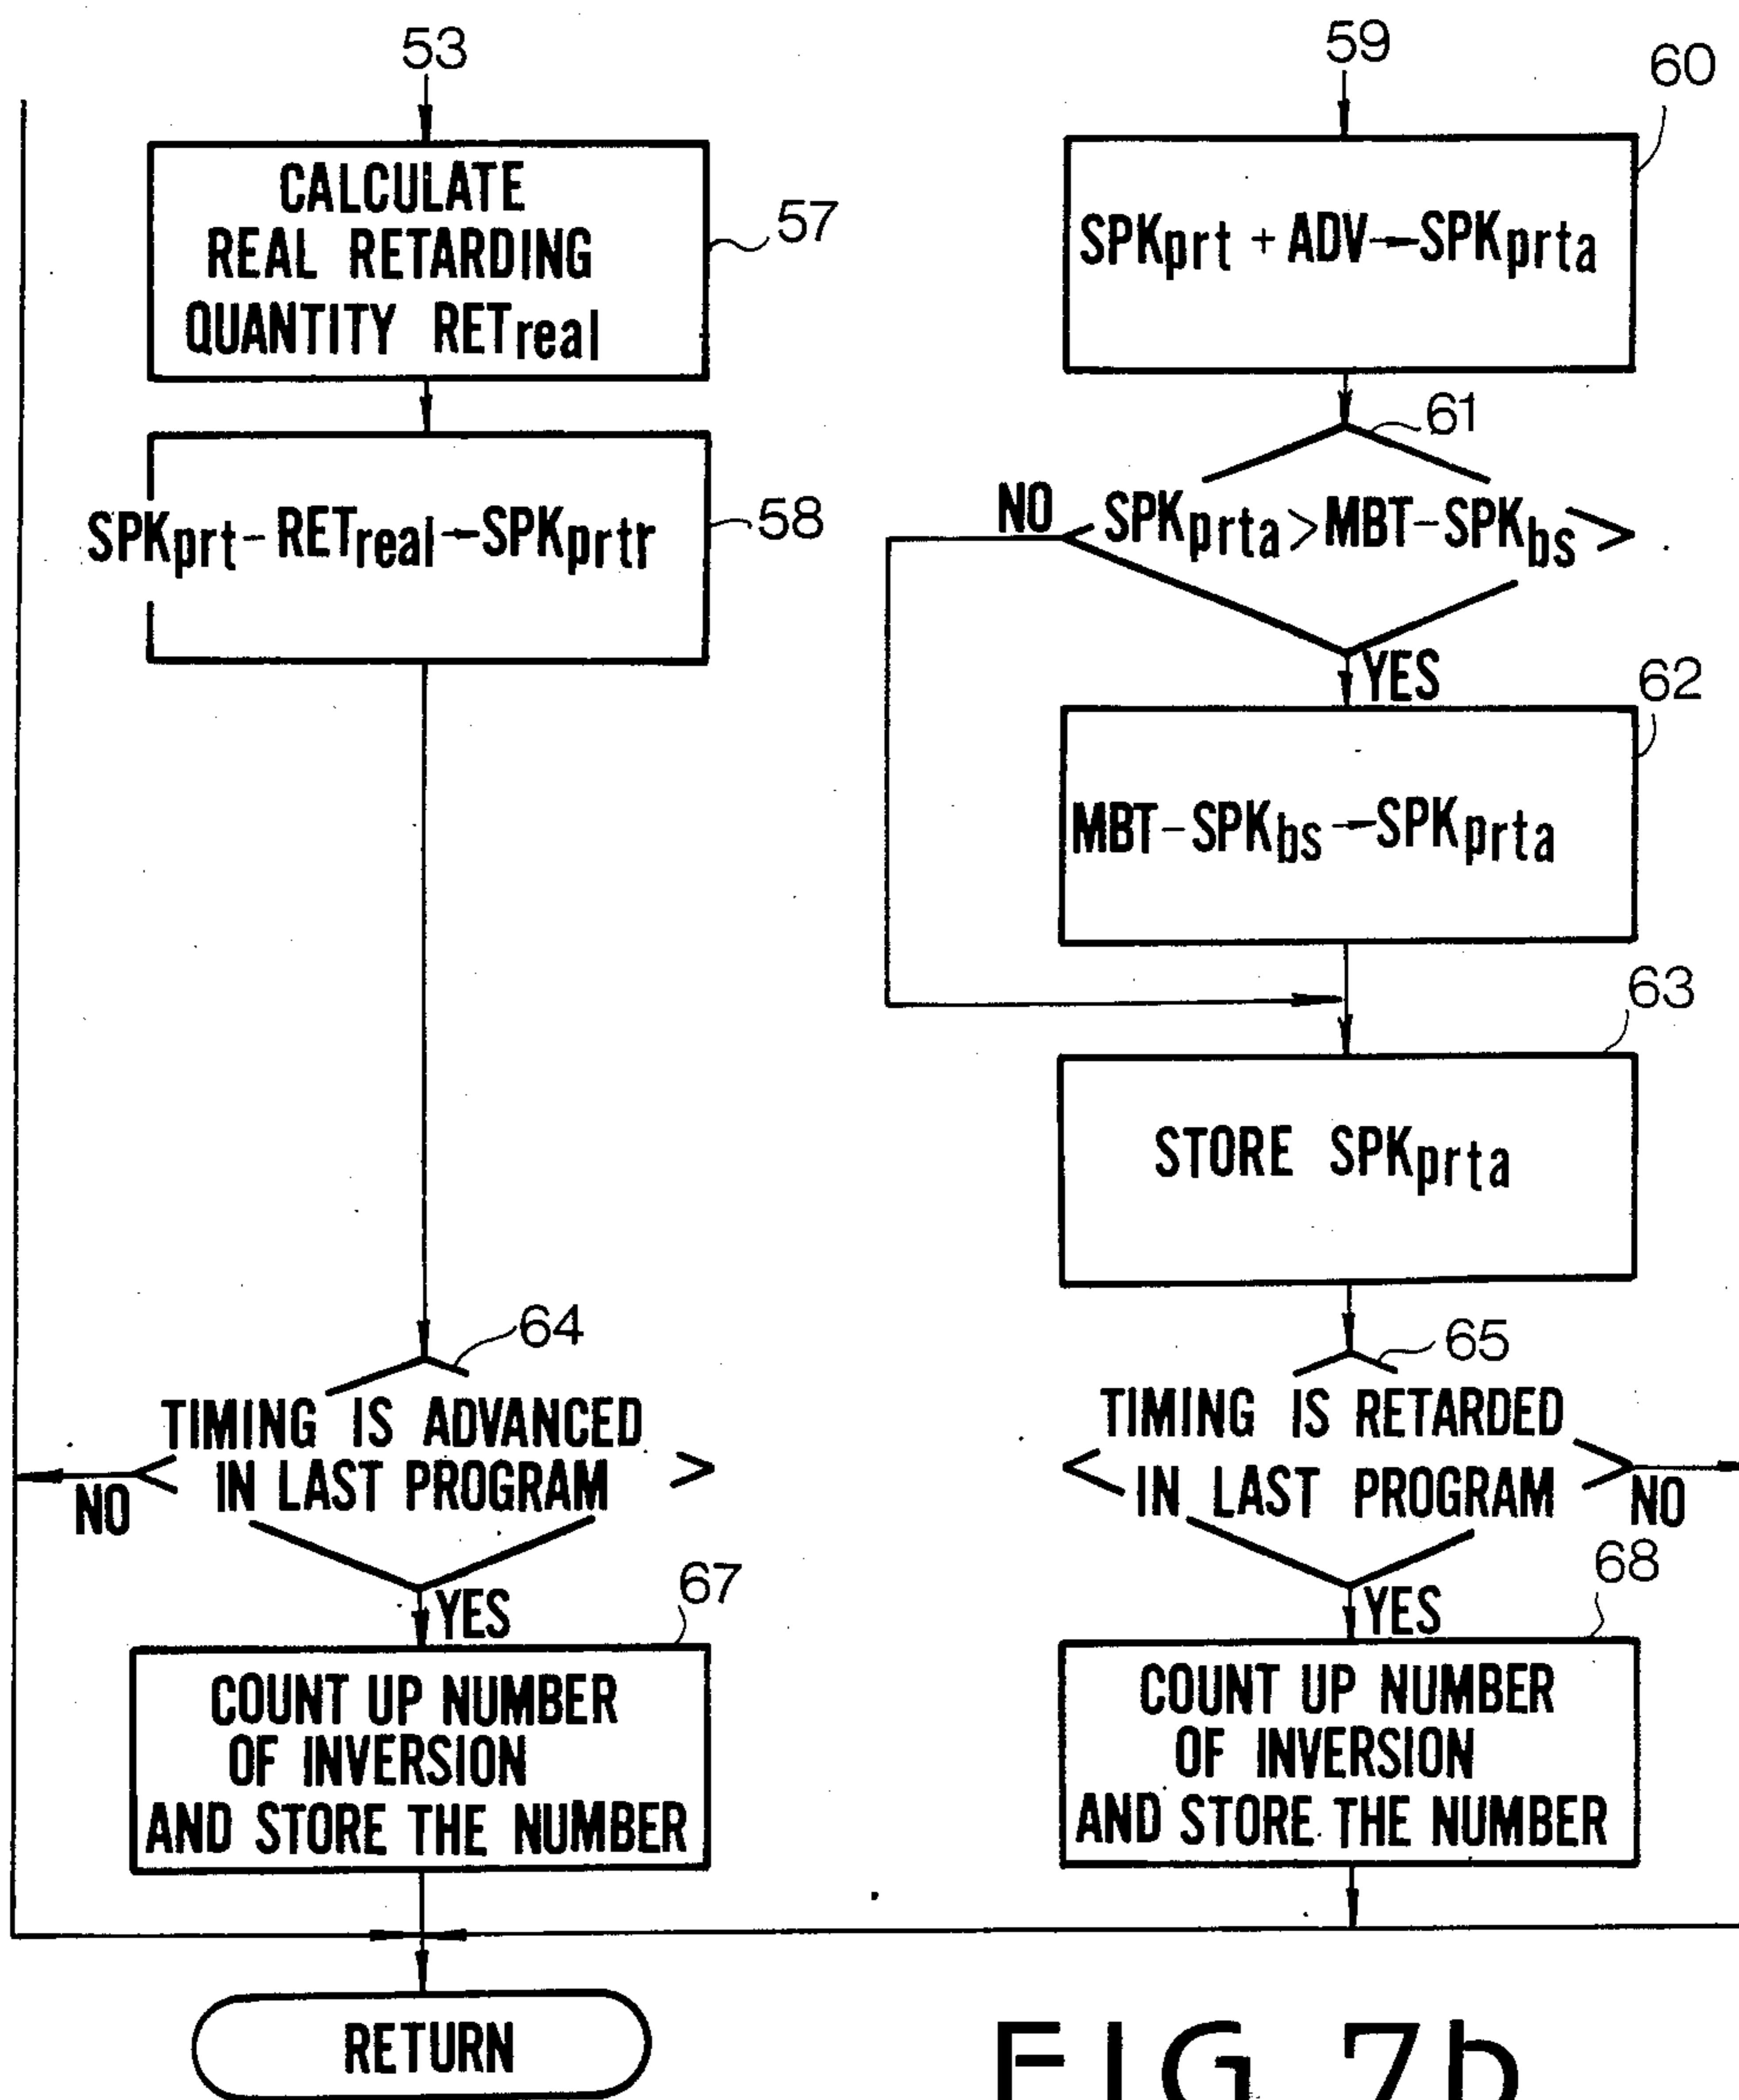 53
CALCULATE
REAL RETARDING
QUANTITY RETreal
57
SPKprt - RETreal → SPKprtr
58
64
TIMING IS ADVANCED
IN LAST PROGRAM
NO
YES
67
COUNT UP NUMBER
OF INVERSION
AND STORE THE NUMBER
RETURN
59
60
SPKprt + ADV → SPKprta
61
NO
SPKprta > MBT - SPKbs
YES
62
MBT - SPKbs → SPKprta
63
STORE SPKprta
65
TIMING IS RETARDED
IN LAST PROGRAM
NO
YES
68
COUNT UP NUMBER
OF INVERSION
AND STORE THE NUMBER
FIG 7b